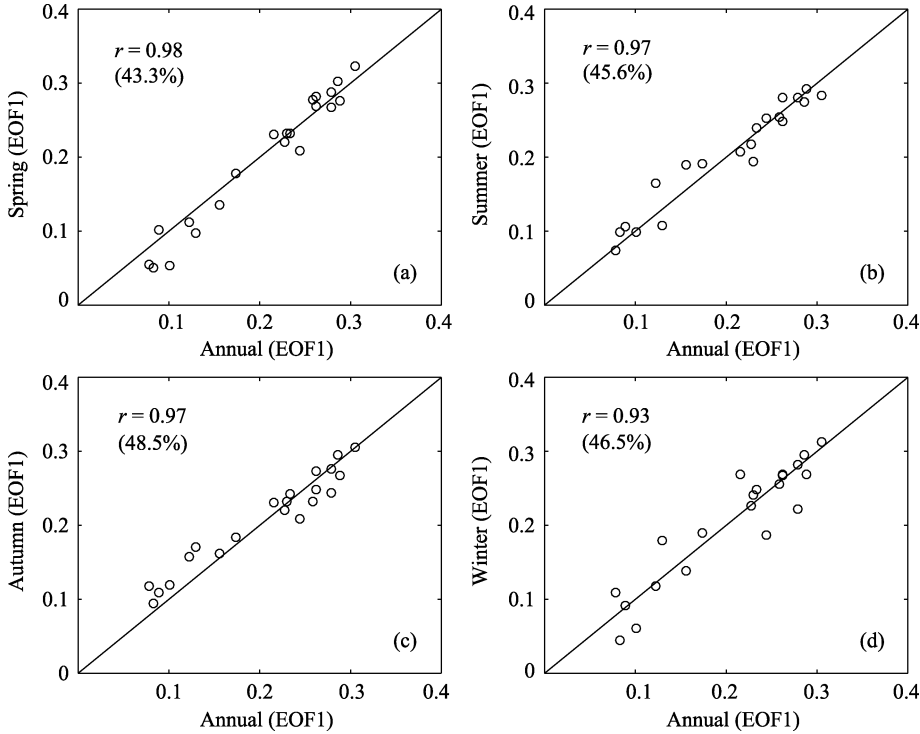 0.4
r = 0.98
(43.3%)
0.3
0.2
0.1
0
Spring (EOF1)
(a)
0.1 0.2 0.3 0.4
Annual (EOF1)
0.4
r = 0.97
(45.6%)
0.3
0.2
0.1
0
Summer (EOF1)
(b)
0.1 0.2 0.3 0.4
Annual (EOF1)
0.4
r = 0.97
(48.5%)
0.3
0.2
0.1
0
Autumn (EOF1)
(c)
0.1 0.2 0.3 0.4
Annual (EOF1)
0.4
r = 0.93
(46.5%)
0.3
0.2
0.1
0
Winter (EOF1)
(d)
0.1 0.2 0.3 0.4
Annual (EOF1)